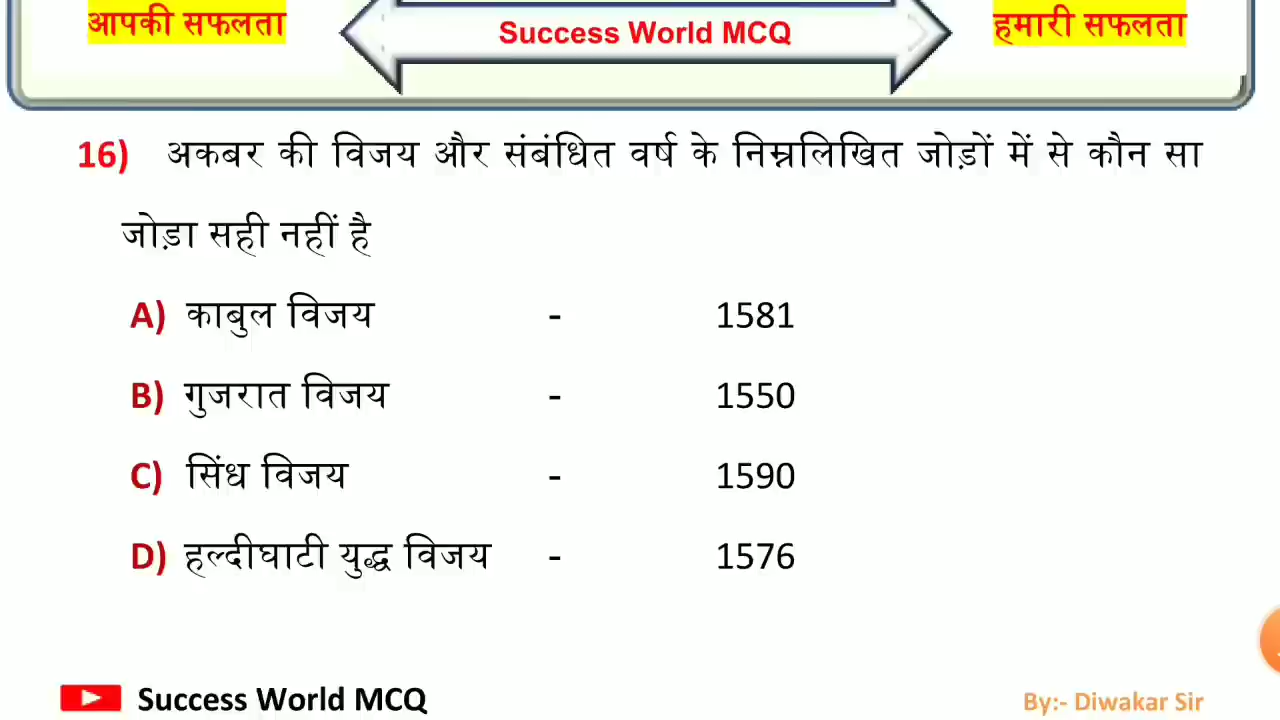 आपकी सफलता Success World MCQ हमारी सफलता
16) अकबर की विजय और संबंधित वर्ष के निम्नलिखित जोड़ों में से कौन सा
जोड़ा सही नहीं है
A) काबुल विजय - 1581
B) गुजरात विजय - 1550
C) सिंध विजय - 1590
D) हल्दीघाटी युद्ध विजय - 1576
Success World MCQ By:- Diwakar Sir